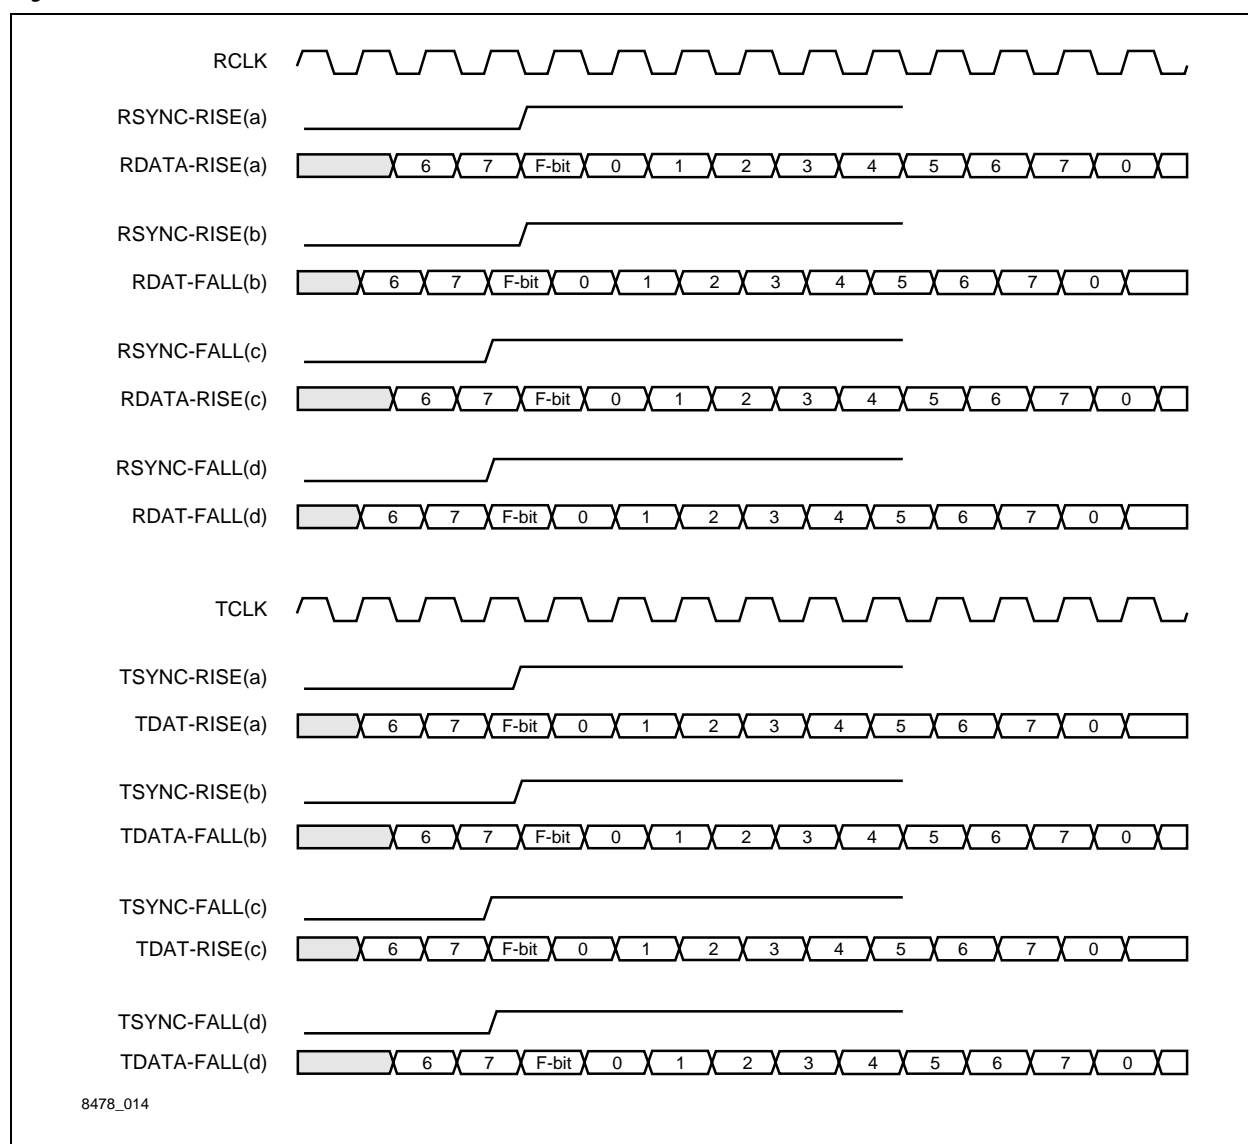 RCLK
RSYNC-RISE(a)
RDATA-RISE(a) 6 7 F-bit 0 1 2 3 4 5 6 7 0
RSYNC-RISE(b)
RDAT-FALL(b) 6 7 F-bit 0 1 2 3 4 5 6 7 0
RSYNC-FALL(c)
RDATA-RISE(c) 6 7 F-bit 0 1 2 3 4 5 6 7 0
RSYNC-FALL(d)
RDAT-FALL(d) 6 7 F-bit 0 1 2 3 4 5 6 7 0
TCLK
TSYNC-RISE(a)
TDAT-RISE(a) 6 7 F-bit 0 1 2 3 4 5 6 7 0
TSYNC-RISE(b)
TDATA-FALL(b) 6 7 F-bit 0 1 2 3 4 5 6 7 0
TSYNC-FALL(c)
TDAT-RISE(c) 6 7 F-bit 0 1 2 3 4 5 6 7 0
TSYNC-FALL(d)
TDATA-FALL(d) 6 7 F-bit 0 1 2 3 4 5 6 7 0
8478_014